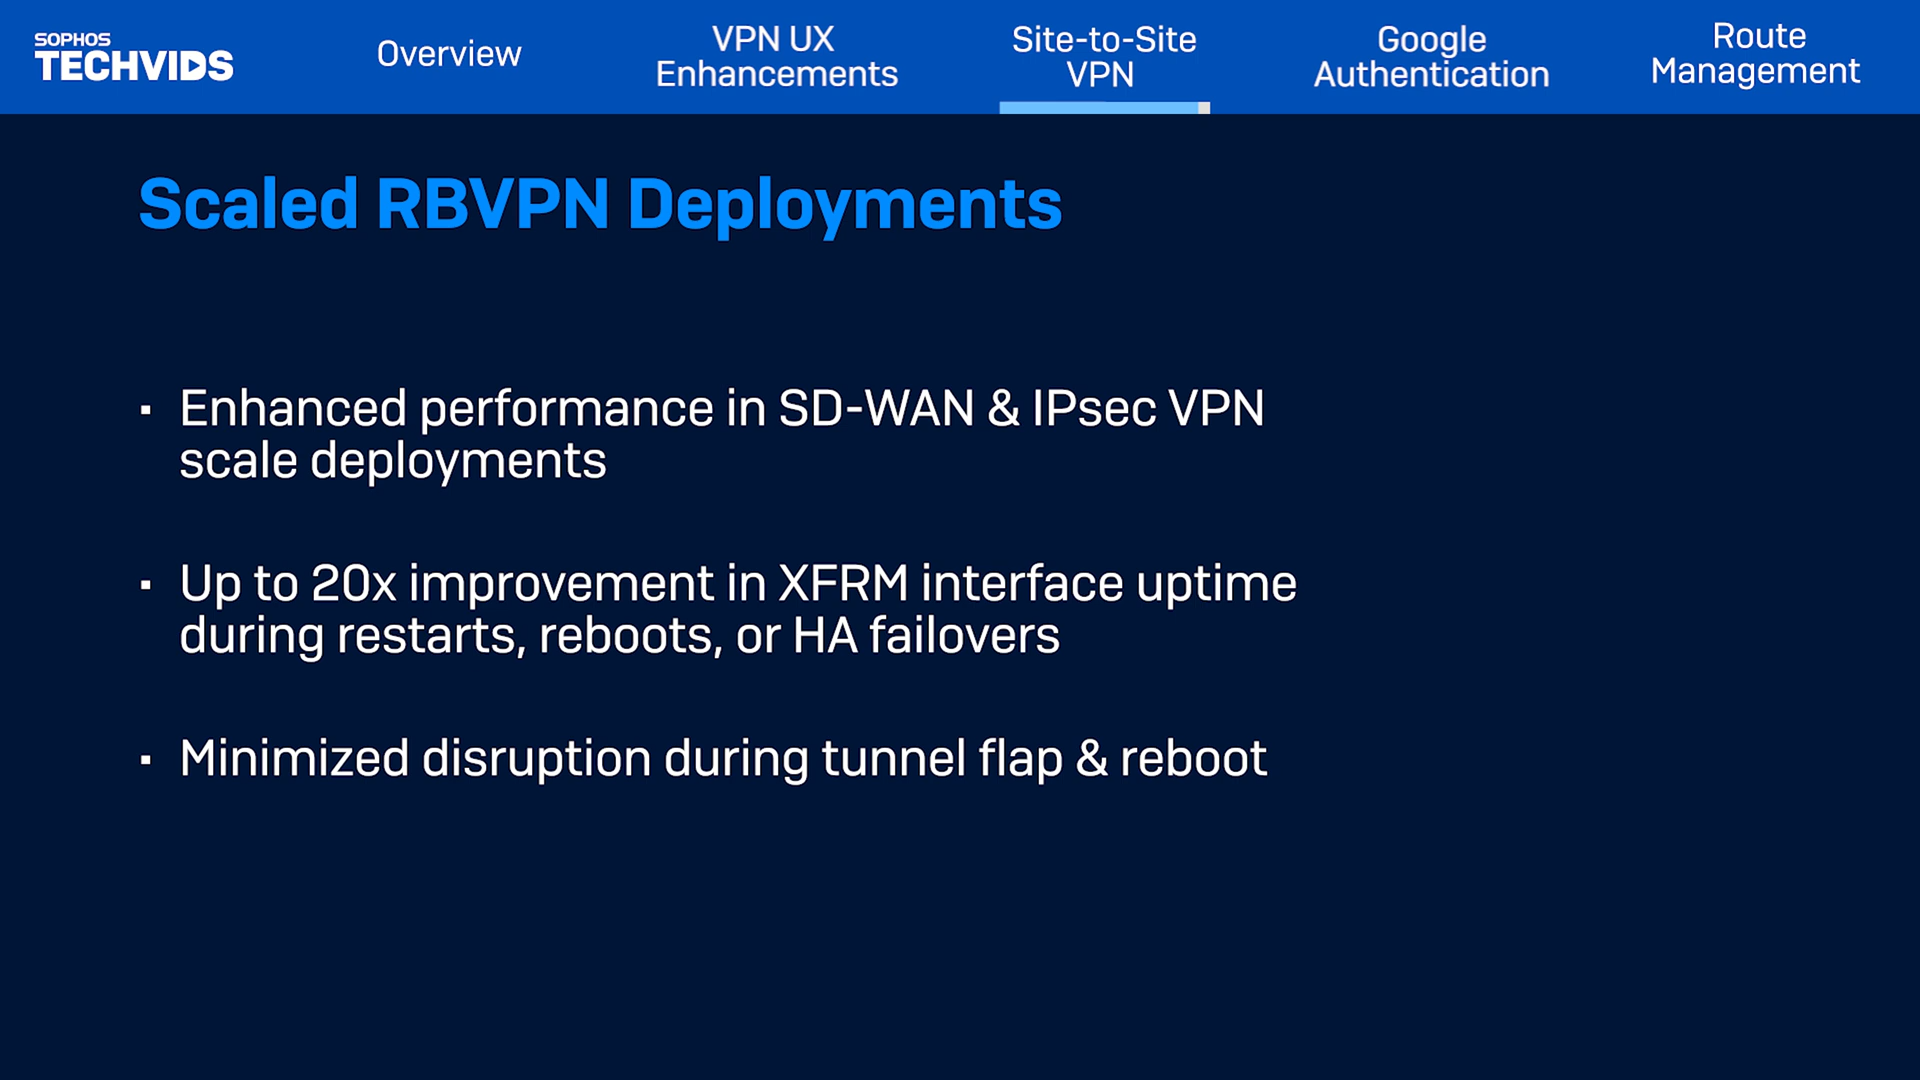 SOPHOS
TECHVIDS
Overview
VPN UX
Enhancements
Site-to-Site
VPN
Google
Authentication
Route
Management
Scaled RBVPN Deployments
▪ Enhanced performance in SD-WAN & IPsec VPN
scale deployments
▪ Up to 20x improvement in XFRM interface uptime
during restarts, reboots, or HA failovers
▪ Minimized disruption during tunnel flap & reboot